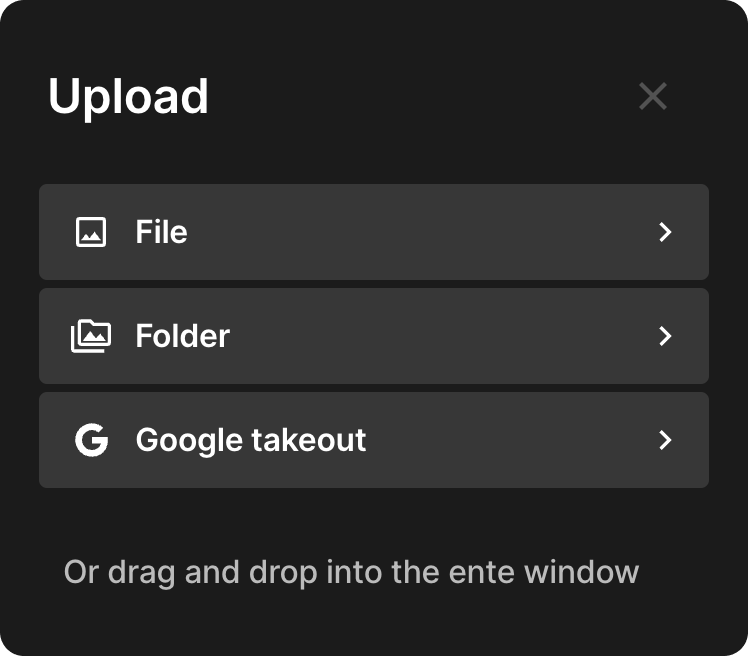 Upload
File
Folder
Google takeout
Or drag and drop into the ente window